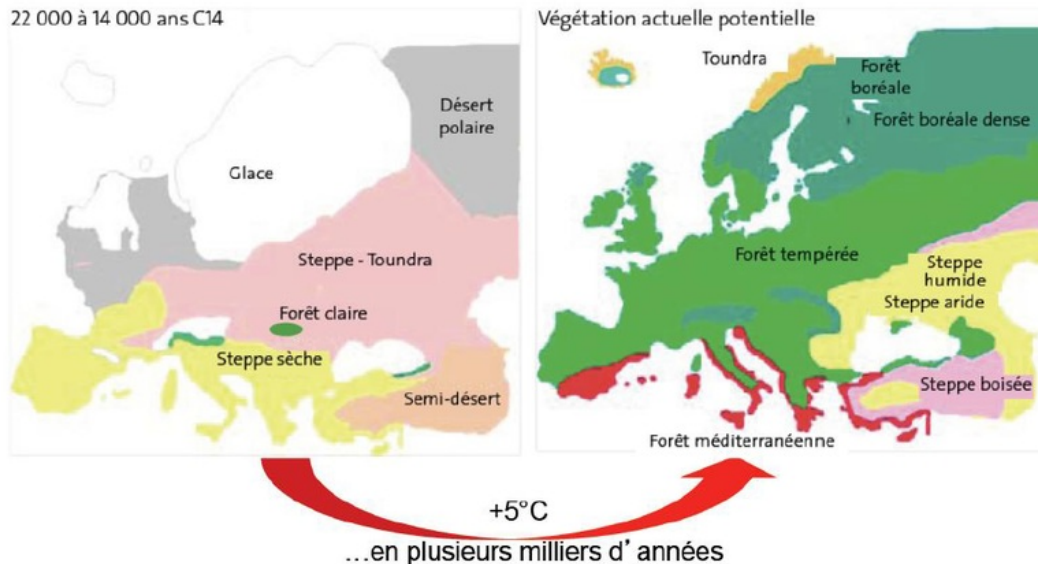 22 000 à 14 000 ans C14
Désert
polaire
Glace
Steppe - Toundra
Forêt claire
Steppe sèche
Semi-désert
Végétation actuelle potentielle
Toundra
Forêt
boréale
Forêt boréale dense
Forêt tempérée
Steppe
humide
Steppe aride
Steppe boisée
Forêt méditerranéenne
+5°C
...en plusieurs milliers d' années